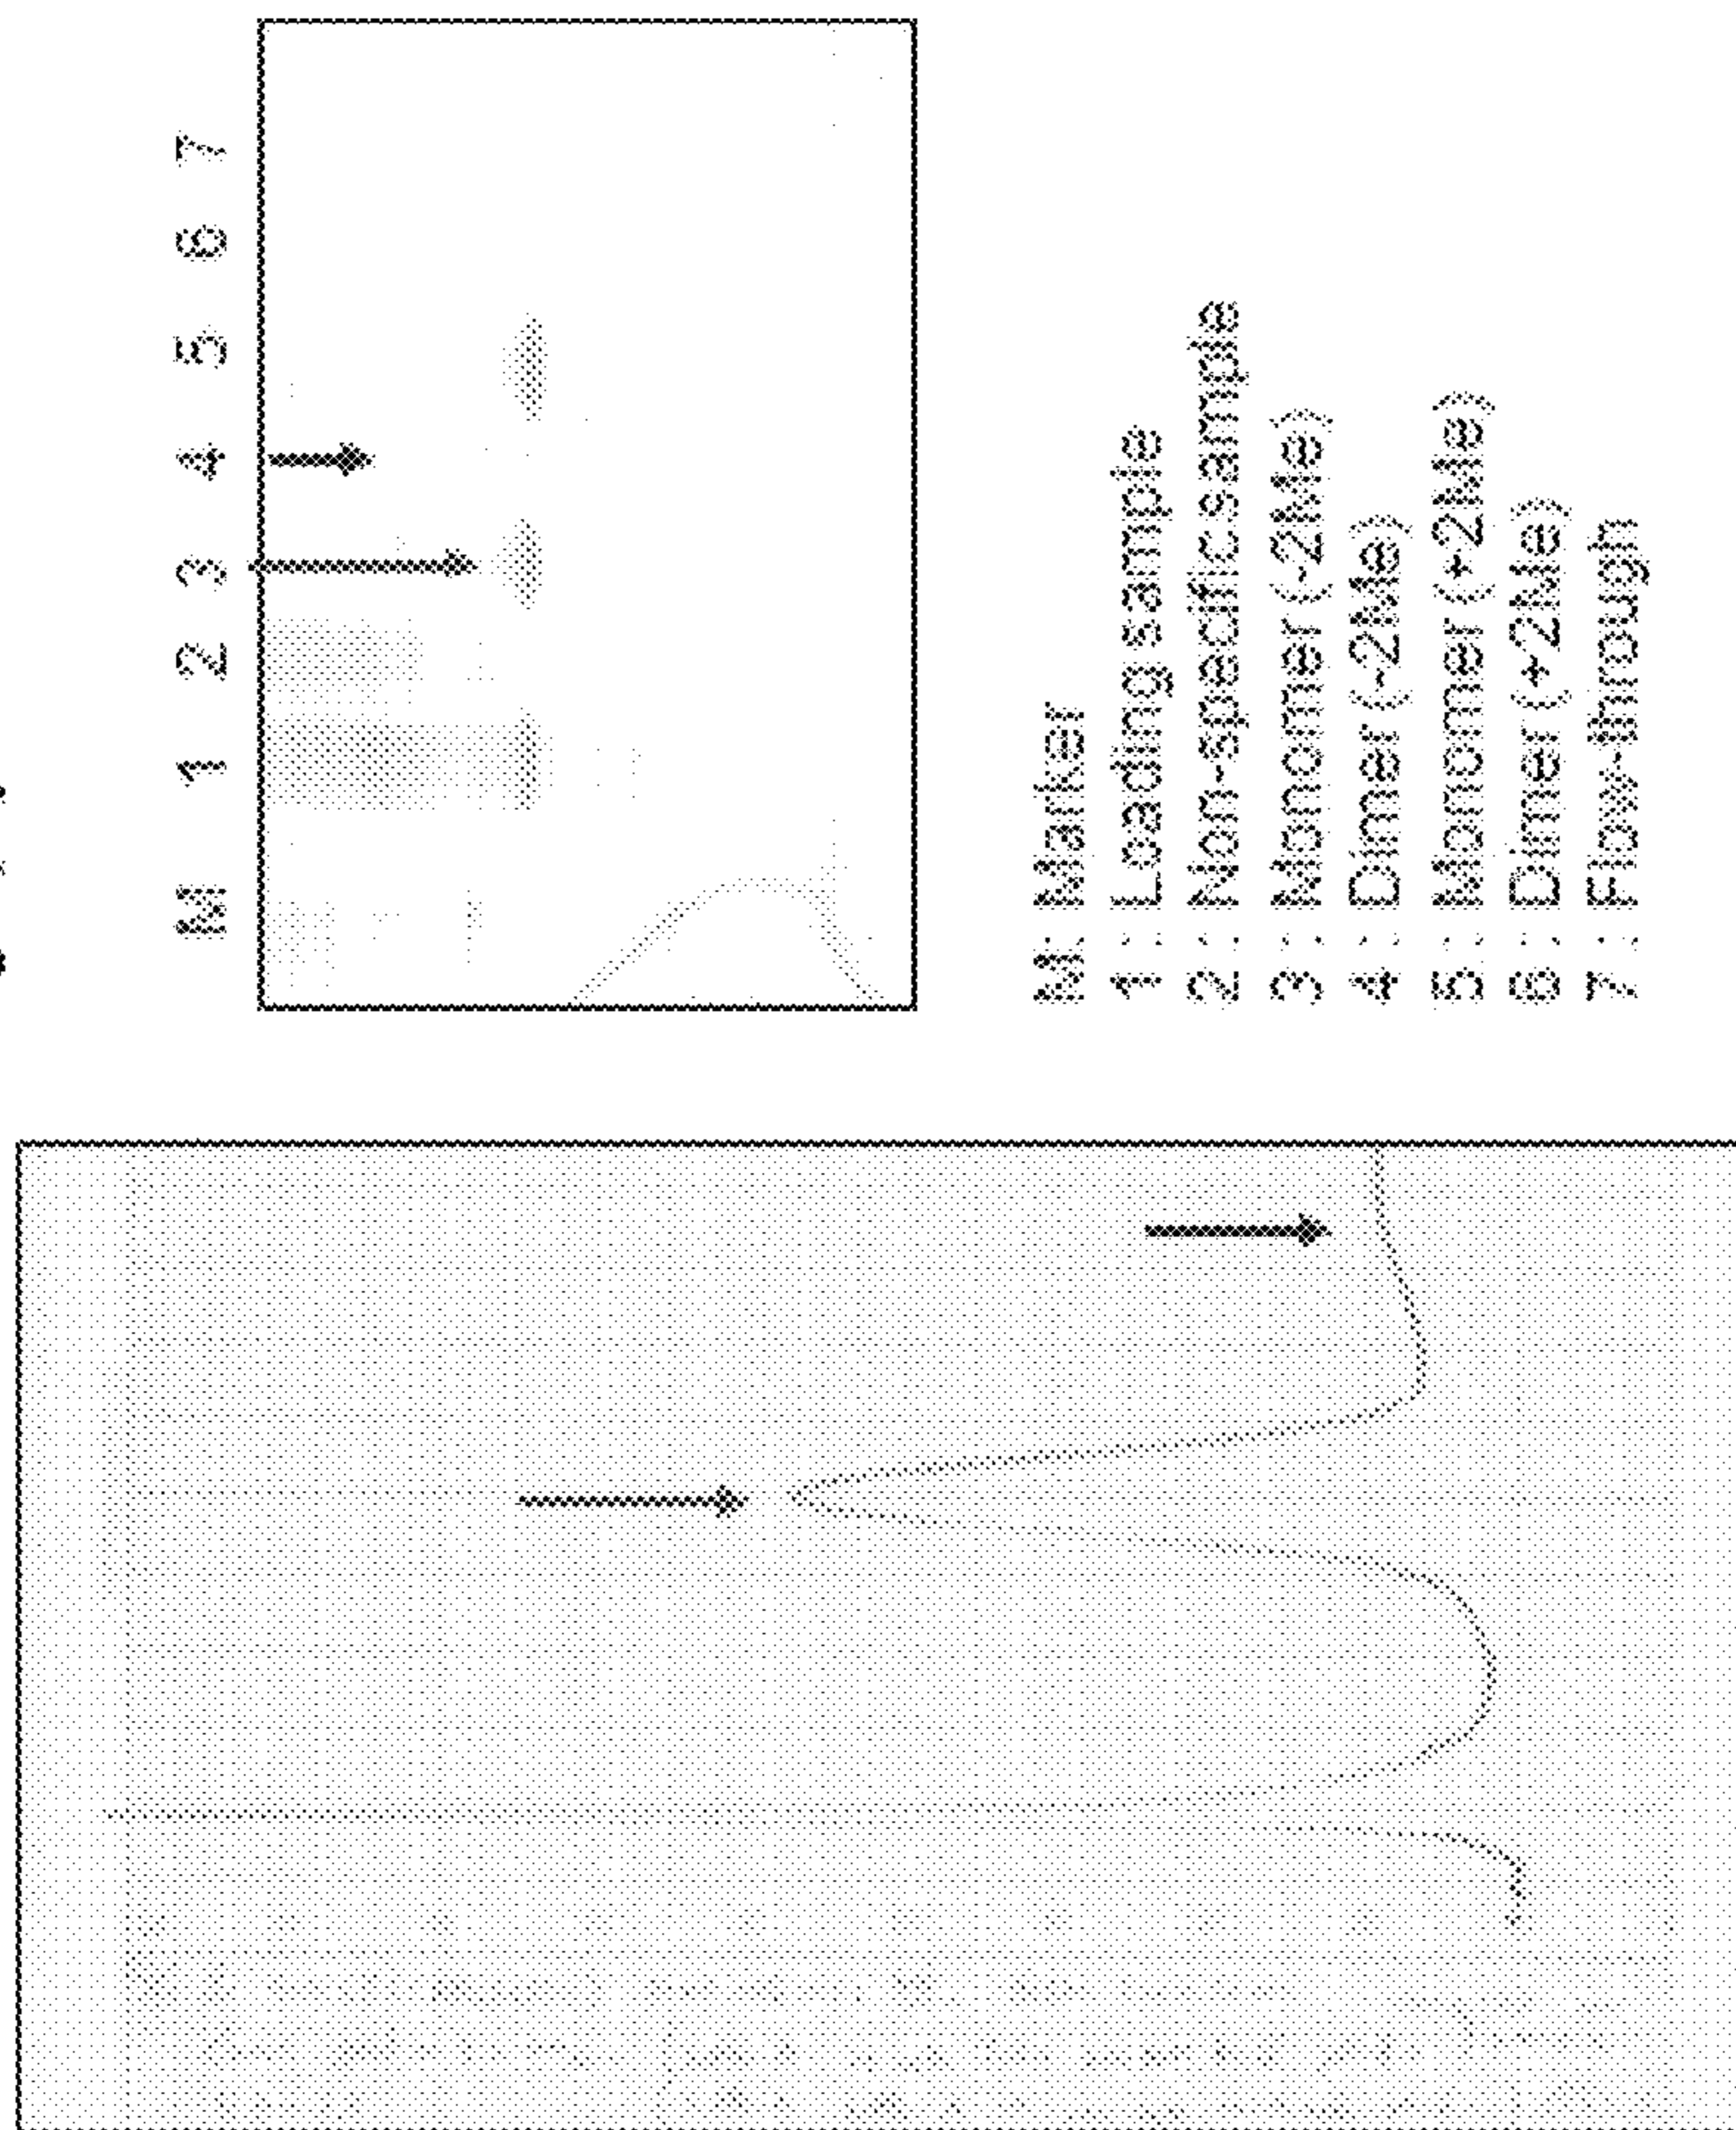 M 1 2 3 4 5 6 7
M: Marker
1 : Loading sample
2 : Non-specific sample
3 : Monomer (-2Me)
4 : Dimer (-2Me)
5 : Monomer (+2Me)
6 : Dimer (+2Me)
7 : Flow-through